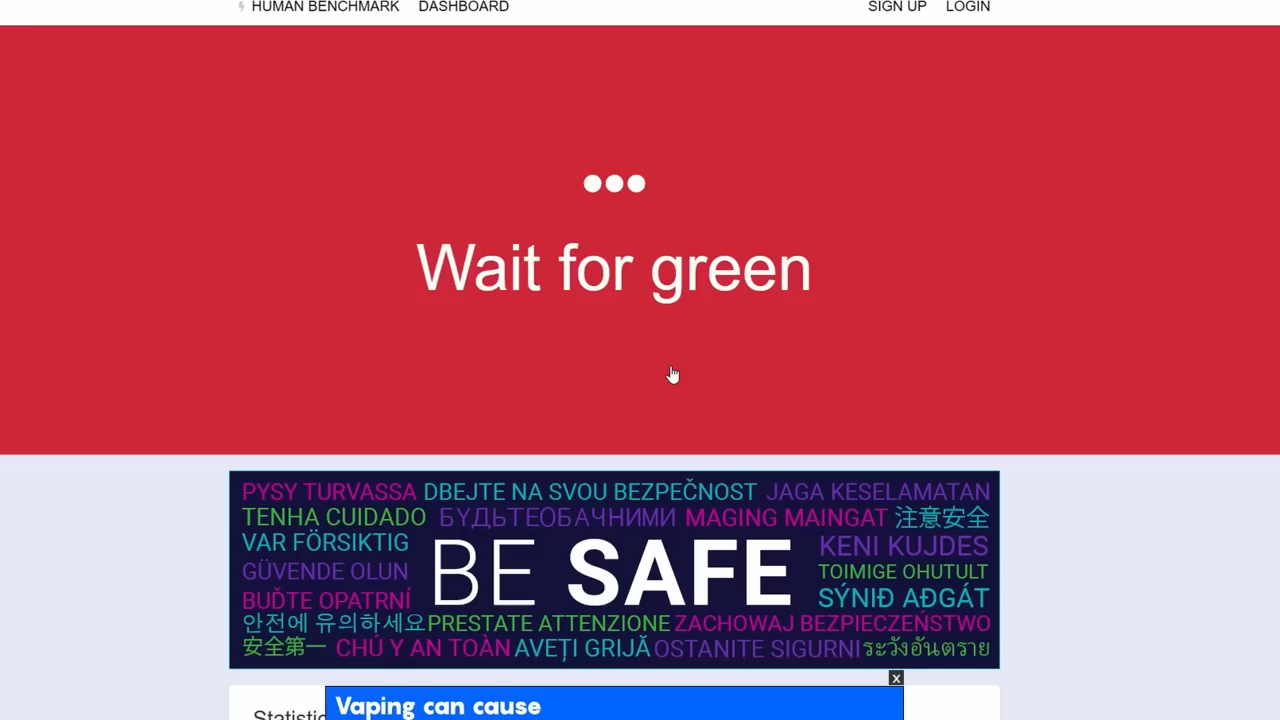 HUMAN BENCHMARK DASHBOARD SIGN UP LOGIN
Wait for green
PYSY TURVASSA DBEJTE NA SVOU BEZPEČNOST JAGA KESELAMATAN
TENHA CUIDADO БУДЬТЕОБАЧНИМИ MAGING MAINGAT 注意安全
VAR FÖRSIKTIG KENI KUJDES
BE SAFE
GÜVENDE OLUN TOIMIGE OHUTULT
BUĎTE OPATRNÍ SÝNIÐ AÐGÁT
안전에 유의하세요 PRESTATE ATTENZIONE ZACHOWAJ BEZPIECZEŃSTWO
安全第一 CHÚ Y AN TOÀN AVEȚI GRIJĂ OSTANITE SIGURNI ระวังอันตราย
x
Vaping can cause